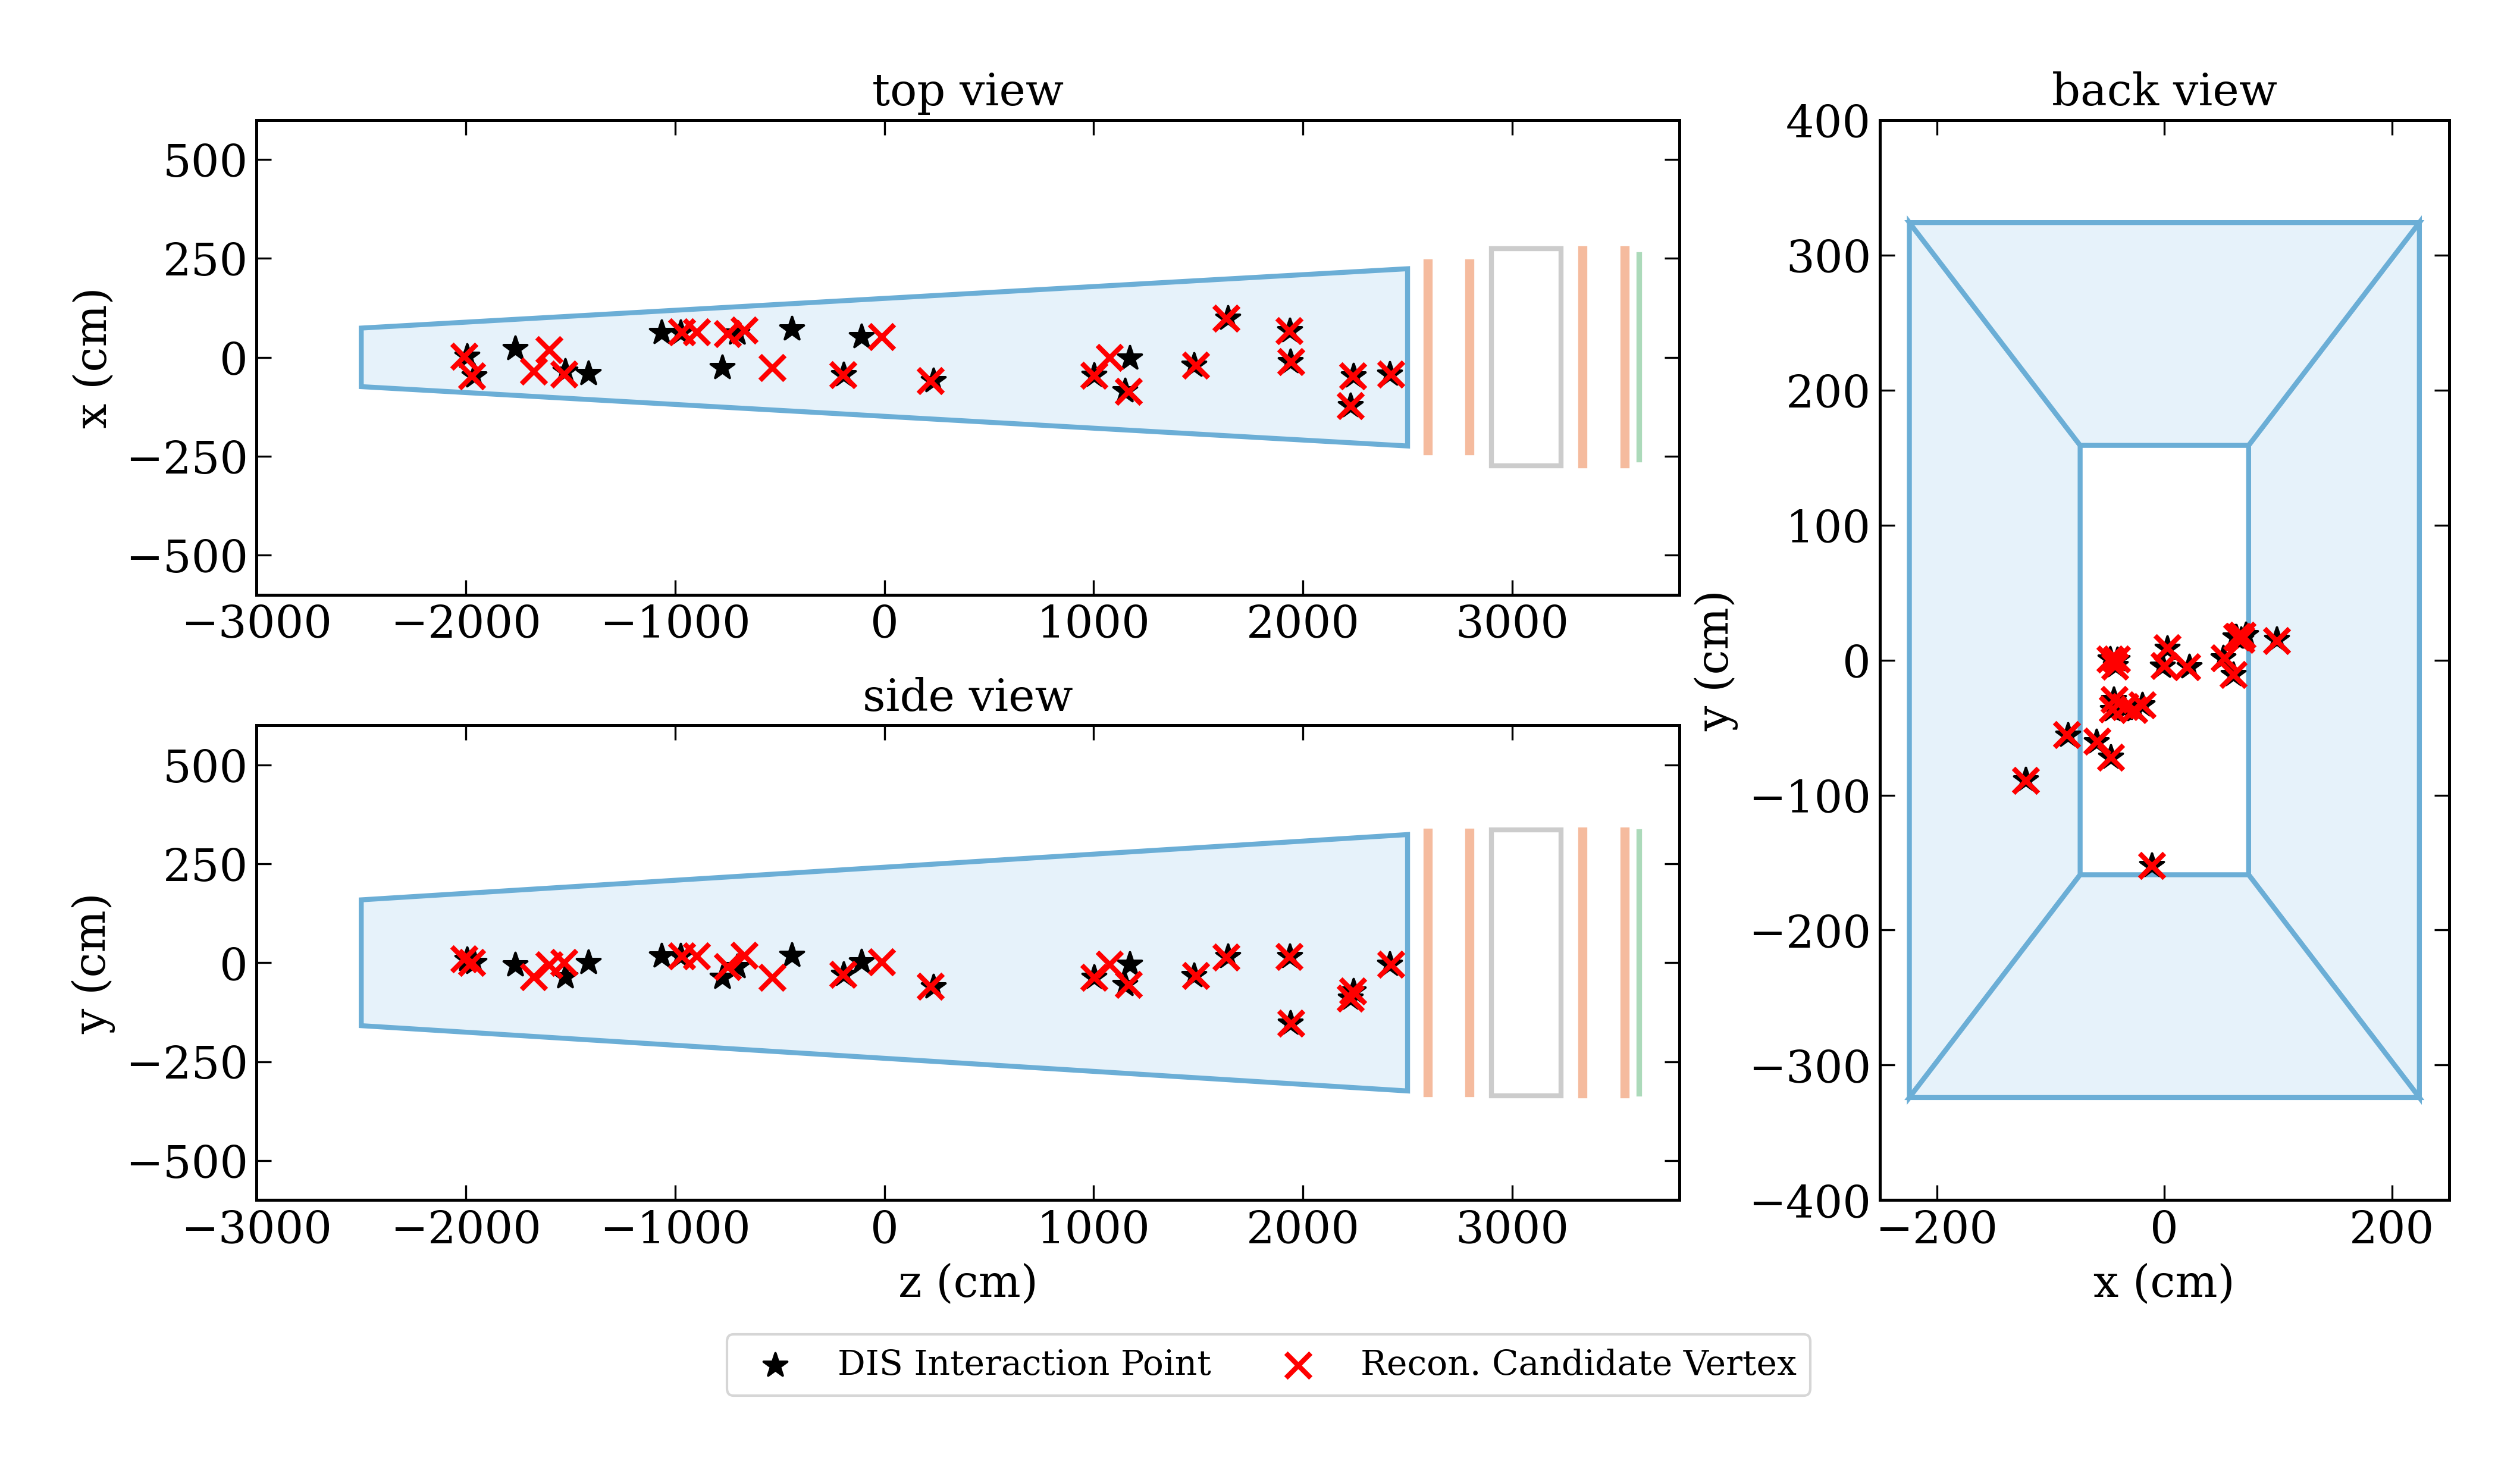 top view
500
250
0
−250
−500
x (cm)
−3000 −2000 −1000 0 1000 2000 3000
side view
500
250
0
−250
−500
y (cm)
−3000 −2000 −1000 0 1000 2000 3000
z (cm)
back view
400
300
200
100
0
−100
−200
−300
−400
y (cm)
−200 0 200
x (cm)
DIS Interaction Point Recon. Candidate Vertex